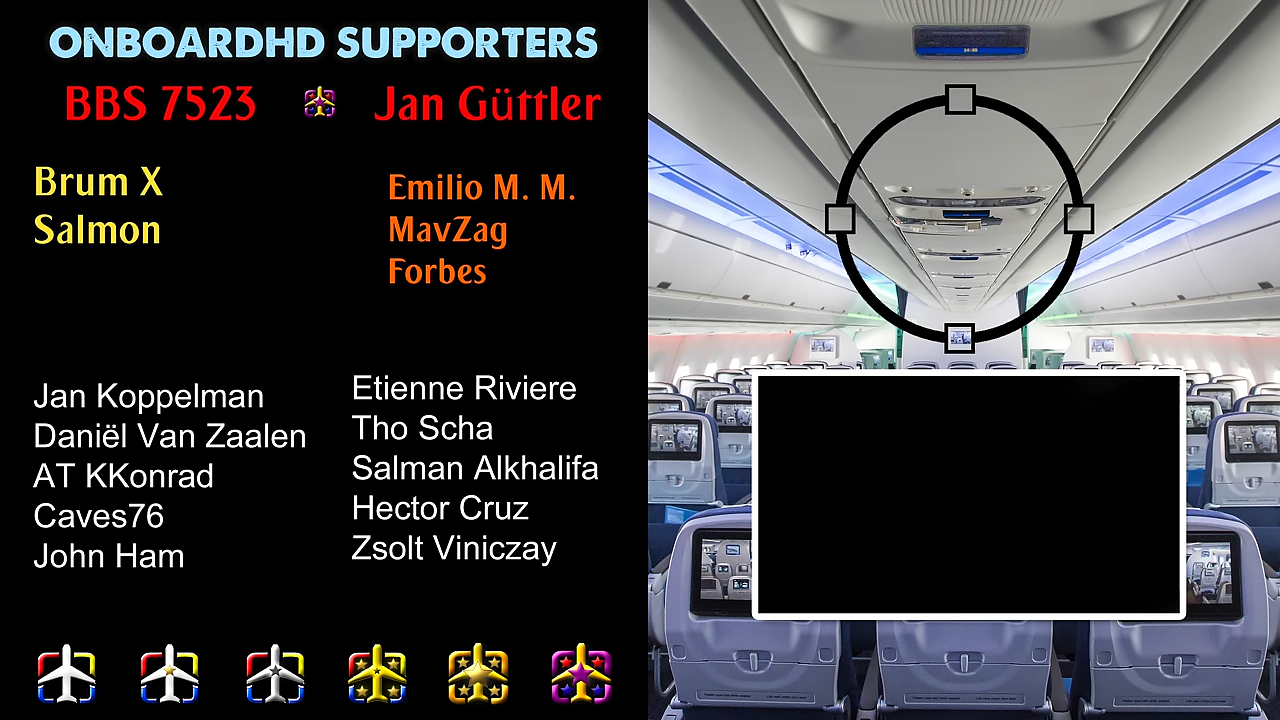 ONBOARDHD SUPPORTERS
BBS 7523 Jan Güttler
Brum X
Salmon
Emilio M. M.
MavZag
Forbes
Jan Koppelman
Daniël Van Zaalen
AT KKonrad
Caves76
John Ham
Etienne Riviere
Tho Scha
Salman Alkhalifa
Hector Cruz
Zsolt Viniczay